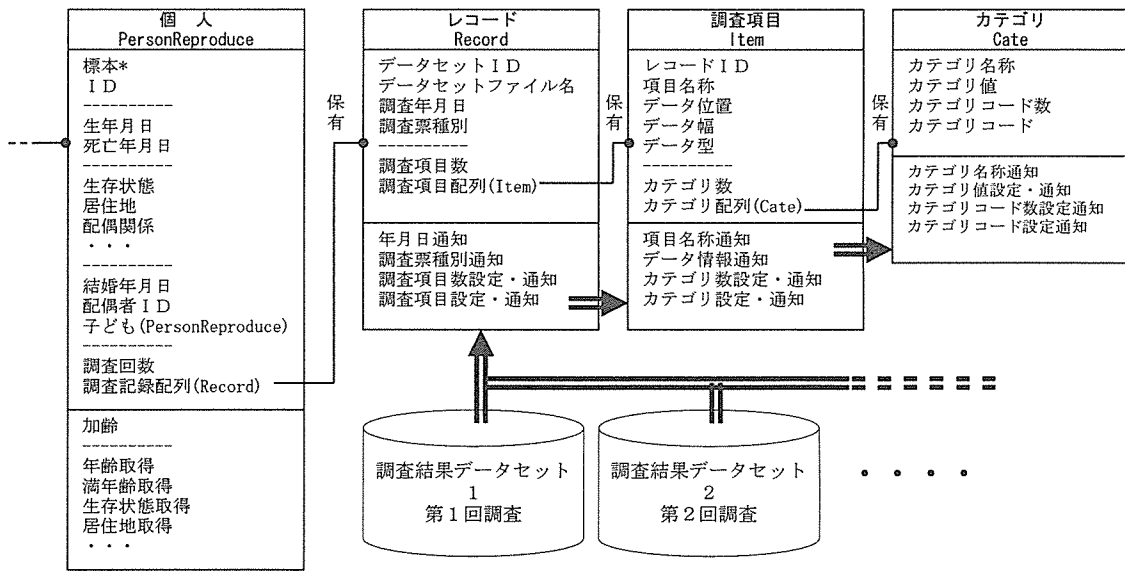 個　人
PersonReproduce
標本*
ＩＤ
----------
生年月日
死亡年月日
----------
生存状態
居住地
配偶関係
・・・
----------
結婚年月日
配偶者ＩＤ
子ども(PersonReproduce)
----------
調査回数
調査記録配列(Record)
加齢
----------
年齢取得
満年齢取得
生存状態取得
居住地取得
・・・
保有
レコード
Record
データセットＩＤ
データセットファイル名
調査年月日
調査票種別
----------
調査項目数
調査項目配列(Item)
年月日通知
調査票種別通知
調査項目数設定・通知
調査項目設定・通知
保有
調査項目
Item
レコードＩＤ
項目名称
データ位置
データ幅
データ型
----------
カテゴリ数
カテゴリ配列(Cate)
項目名称通知
データ情報通知
カテゴリ数設定・通知
カテゴリ設定・通知
保有
カテゴリ
Cate
カテゴリ名称
カテゴリ値
カテゴリコード数
カテゴリコード
カテゴリ名称通知
カテゴリ値設定・通知
カテゴリコード数設定通知
カテゴリコード設定通知
調査結果データセット
1
第１回調査
調査結果データセット
2
第２回調査
・・・・